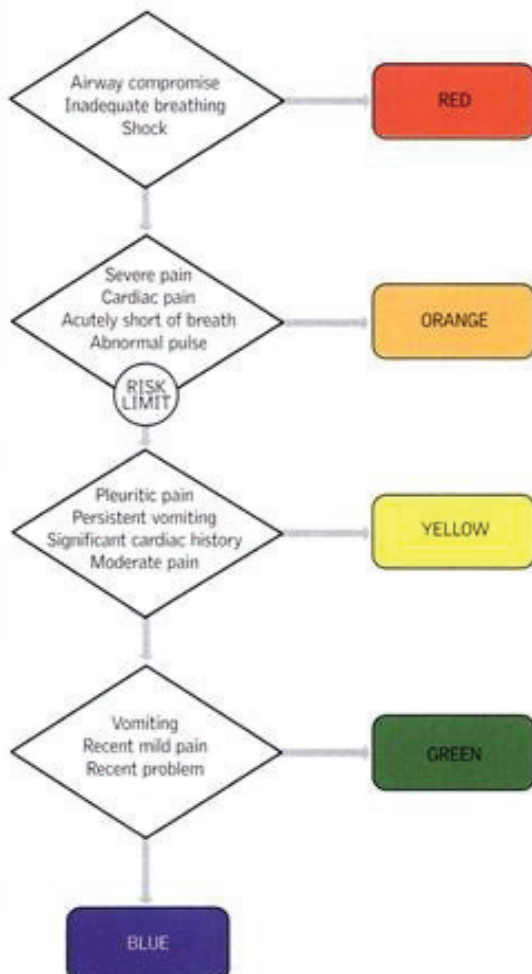 Airway compromise
Inadequate breathing
Shock
RED
Severe pain
Cardiac pain
Acutely short of breath
Abnormal pulse
ORANGE
RISK
LIMIT
Pleuritic pain
Persistent vomiting
Significant cardiac history
Moderate pain
YELLOW
Vomiting
Recent mild pain
Recent problem
GREEN
BLUE